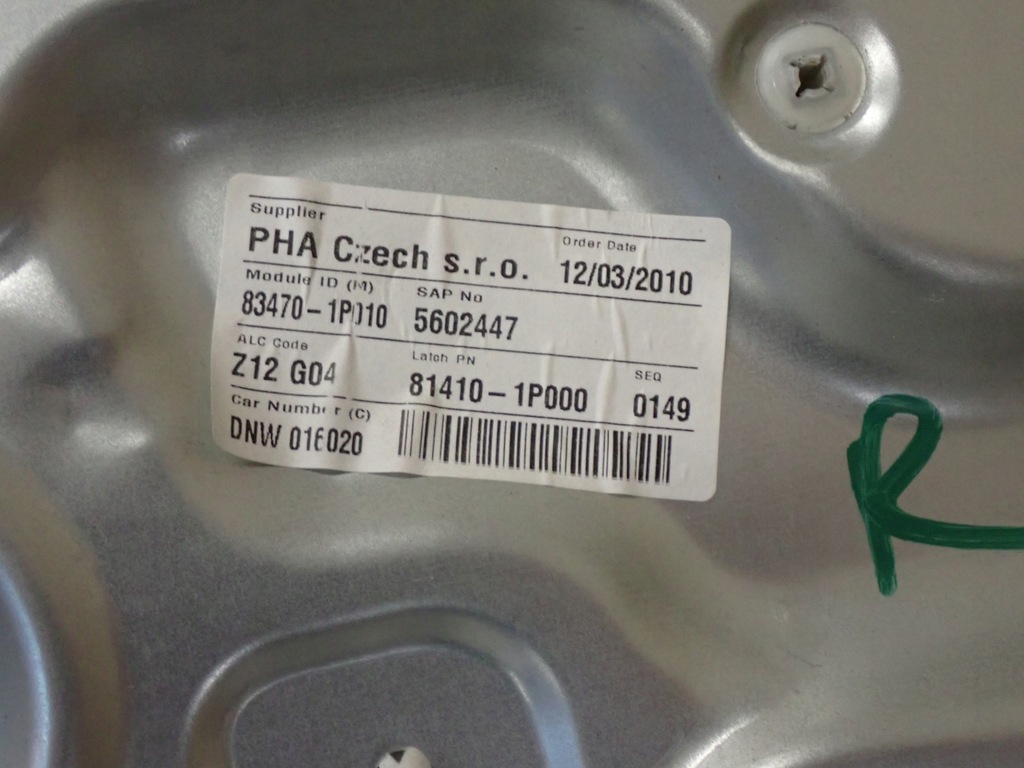 Supplier
PHA Czech s.r.o.
Order Date
12/03/2010
Module ID (M)
83470-1P010
SAP No
5602447
ALC Code
Z12 G04
Latch PN
81410-1P000
SEQ
0149
Car Number (C)
DNW 016020
R